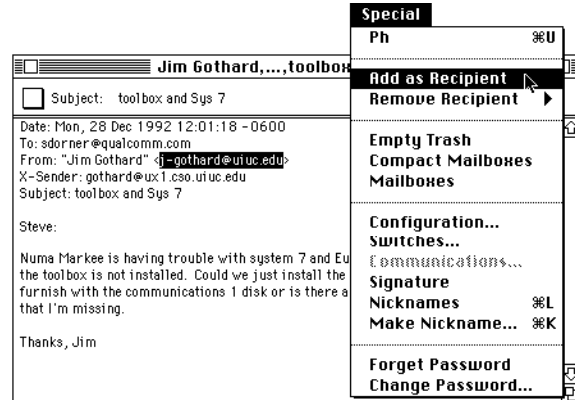 Special
Ph ⌘U
Jim Gothard,...,toolbox
Add as Recipient
Remove Recipient
Subject: toolbox and Sys 7
Empty Trash
Compact Mailboxes
Mailboxes
Configuration...
Switches...
Communications...
Signature
Nicknames ⌘L
Make Nickname... ⌘K
Forget Password
Change Password...
Date: Mon, 28 Dec 1992 12:01:18 -0600
To: sdorner@qualcomm.com
From: "Jim Gothard" <j-gothard@uiuc.edu>
X-Sender: gothard@ux1.cso.uiuc.edu
Subject: toolbox and Sys 7
Steve:
Numa Markee is having trouble with system 7 and Eu
the toolbox is not installed. Could we just install the
furnish with the communications 1 disk or is there a
that I'm missing.
Thanks, Jim